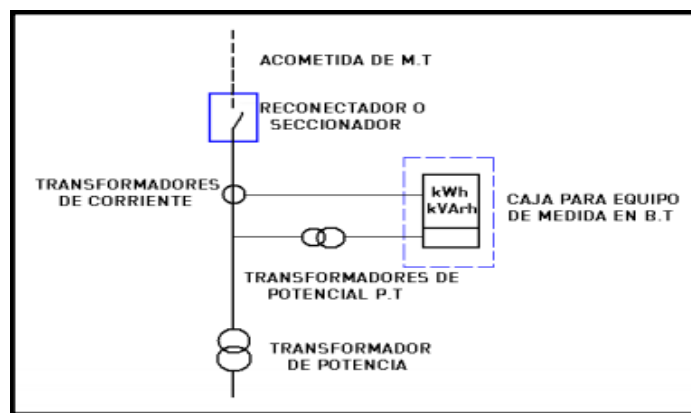 ACOMETIDA DE M.T
RECONECTADOR O
SECCIONADOR
TRANSFORMADORES
DE CORRIENTE
kWh
kVArh
CAJA PARA EQUIPO
DE MEDIDA EN B.T
TRANSFORMADORES DE
POTENCIAL P.T
TRANSFORMADOR
DE POTENCIA